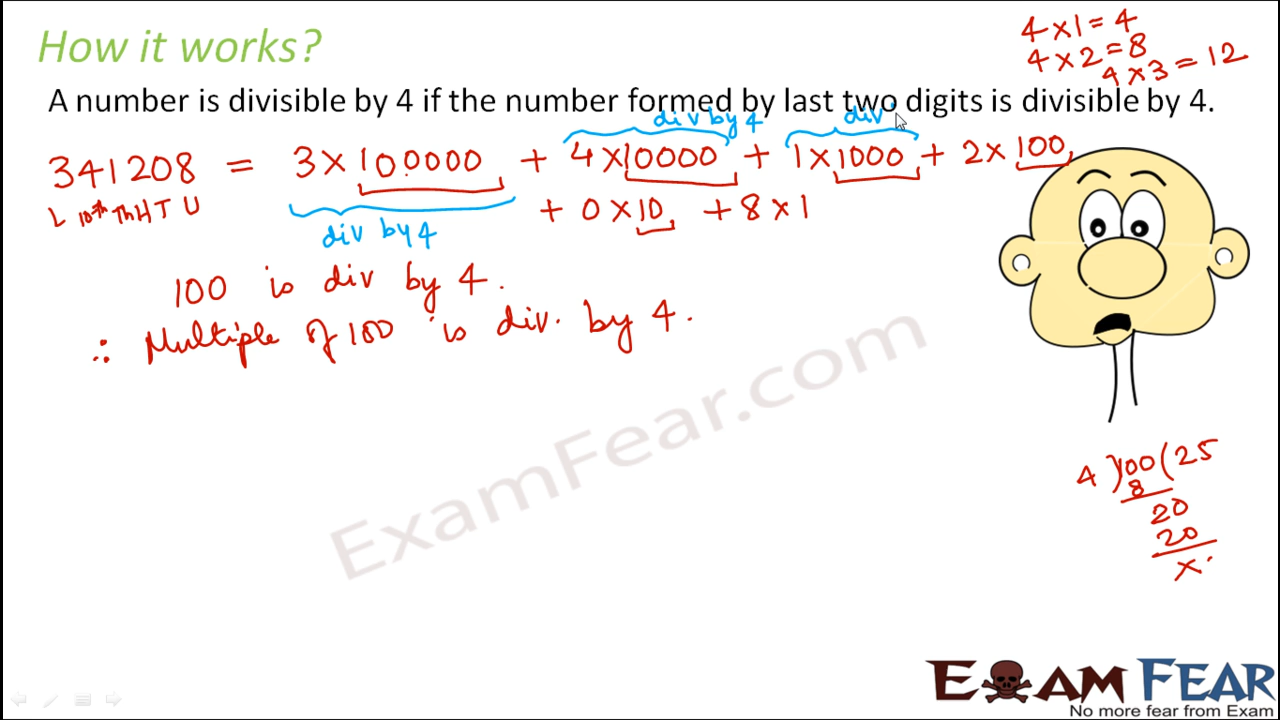 How it works?
4 x 1 = 4
4 x 2 = 8
4 x 3 = 12
A number is divisible by 4 if the number formed by last two digits is divisible by 4.
div by 4
div
341208 = 3 x 100000 + 4 x 10000 + 1 x 1000 + 2 x 100
L 10th Th H T U
+ 0 x 10 + 8 x 1
div by 4
100 is div by 4.
∴ Multiple of 100 is div. by 4.
ExamFear.com
4 ) 100 ( 25
8
20
20
x
EXAM FEAR
No more fear from Exam